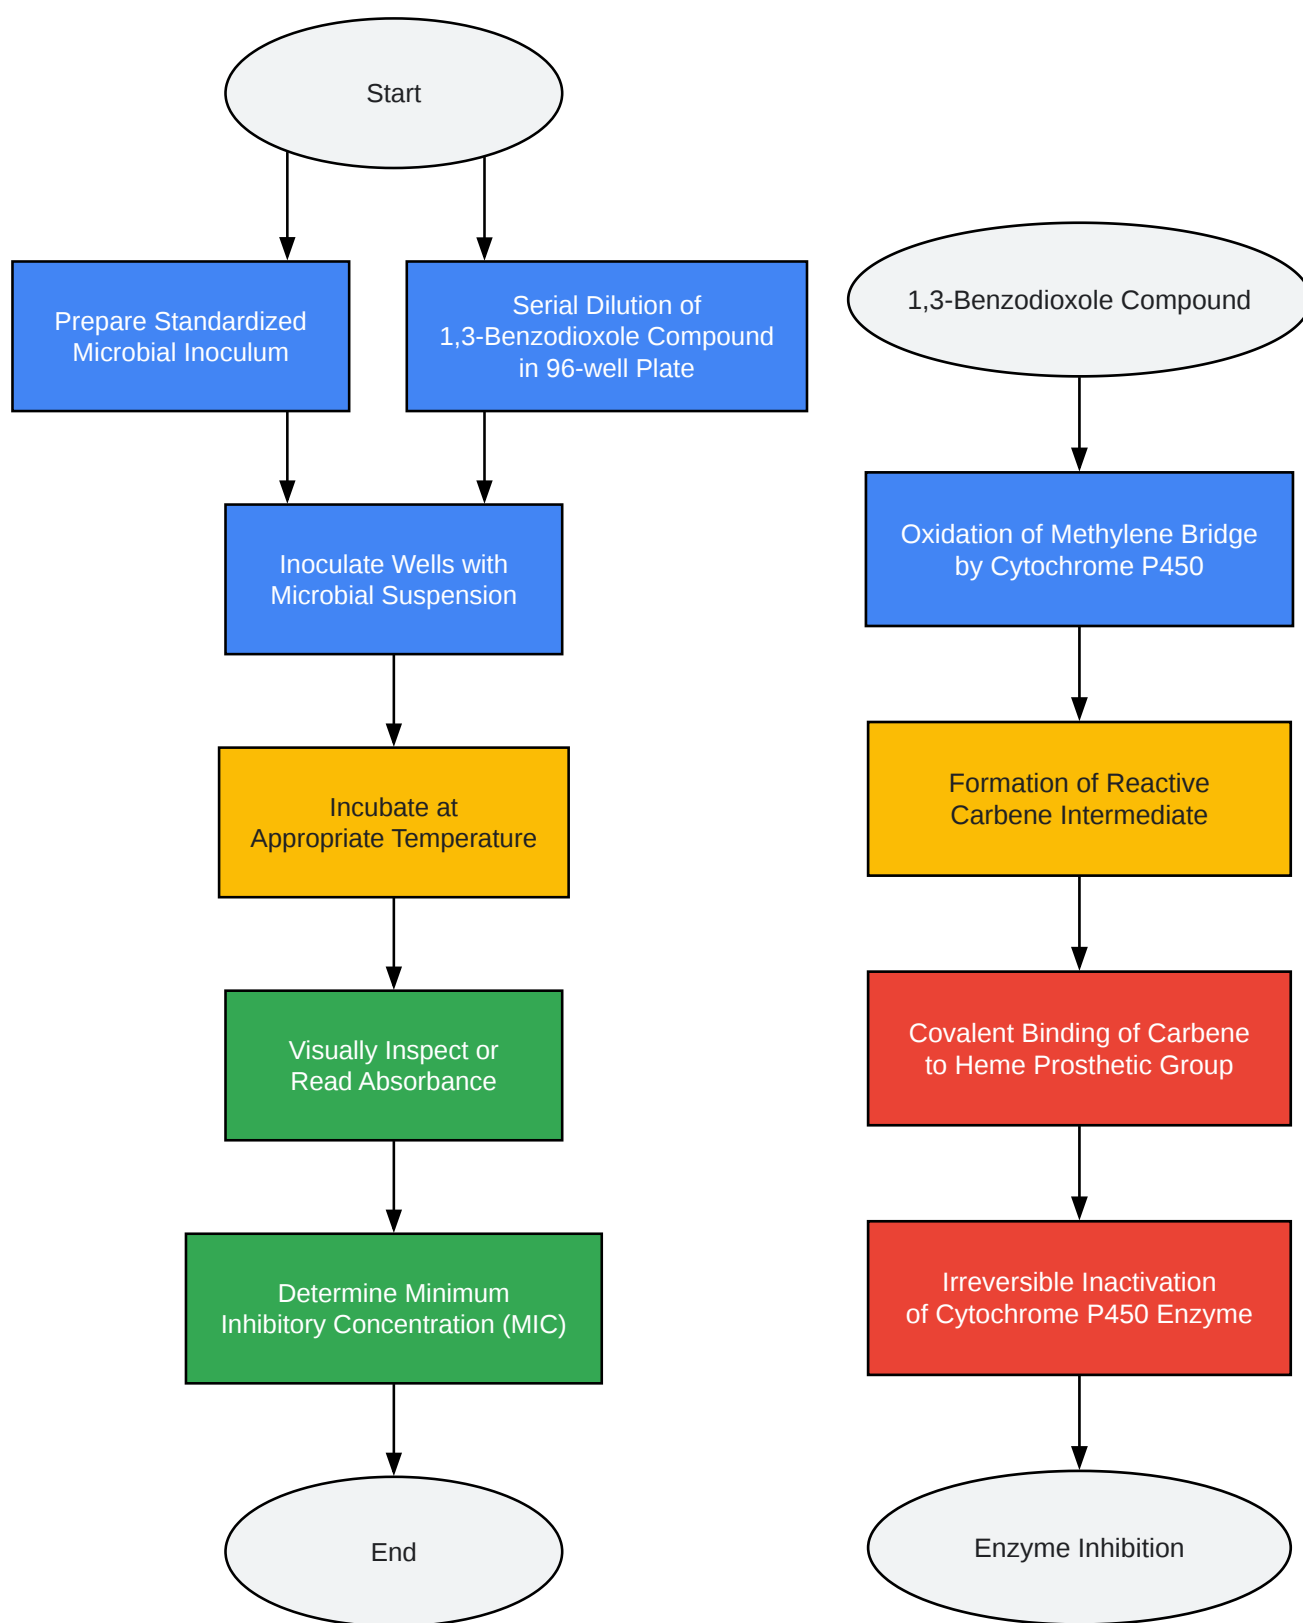 Start
Prepare Standardized
Microbial Inoculum
Serial Dilution of
1,3-Benzodioxole Compound
in 96-well Plate
Inoculate Wells with
Microbial Suspension
Incubate at
Appropriate Temperature
Visually Inspect or
Read Absorbance
Determine Minimum
Inhibitory Concentration (MIC)
End
1,3-Benzodioxole Compound
Oxidation of Methylene Bridge
by Cytochrome P450
Formation of Reactive
Carbene Intermediate
Covalent Binding of Carbene
to Heme Prosthetic Group
Irreversible Inactivation
of Cytochrome P450 Enzyme
Enzyme Inhibition